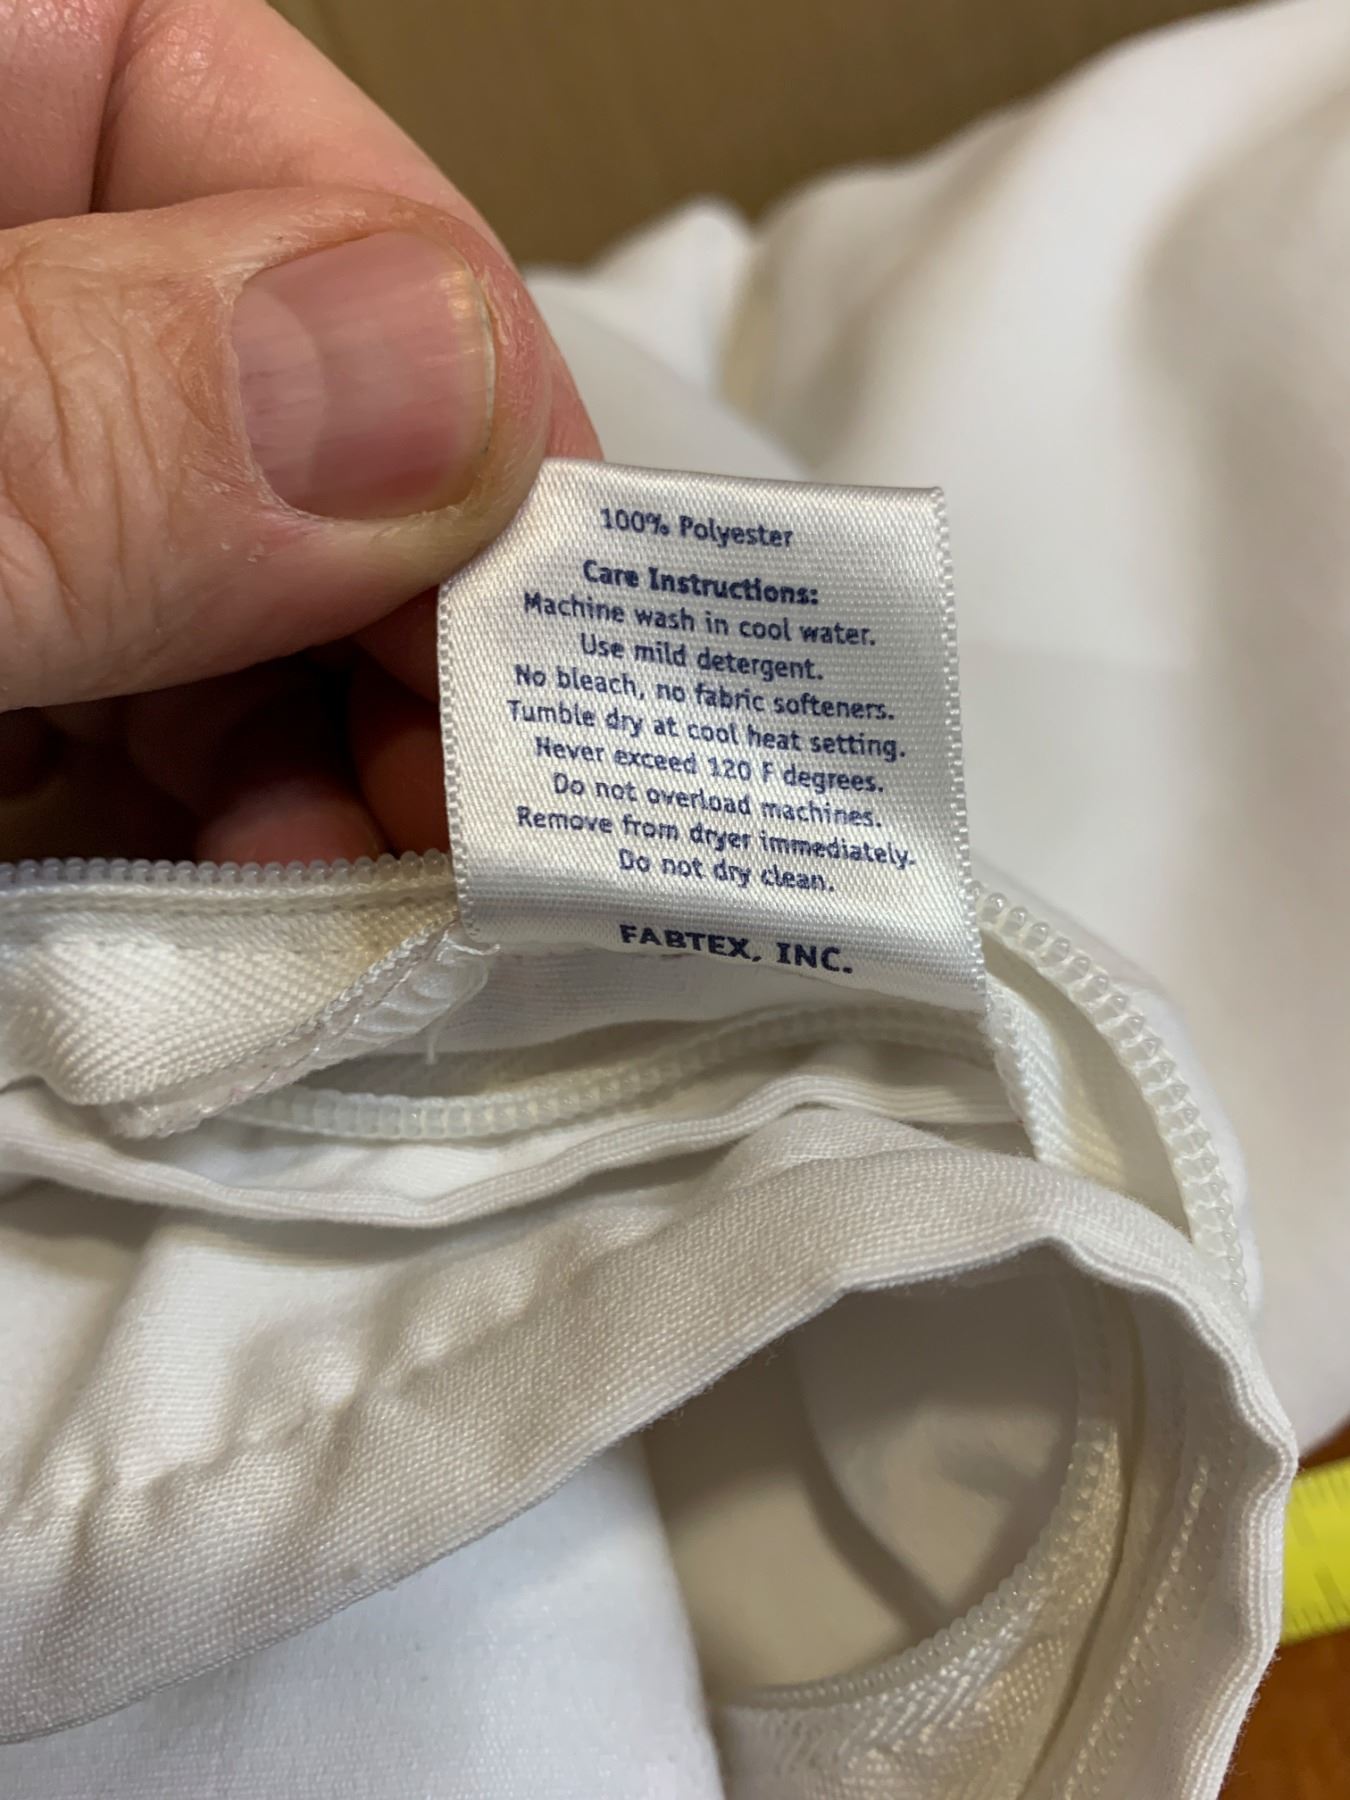 100% Polyester
Care Instructions:
Machine wash in cool water.
Use mild detergent.
No bleach, no fabric softeners.
Tumble dry at cool heat setting.
Never exceed 120 F degrees.
Do not overload machines.
Remove from dryer immediately.
Do not dry clean.
FABTEX, INC.